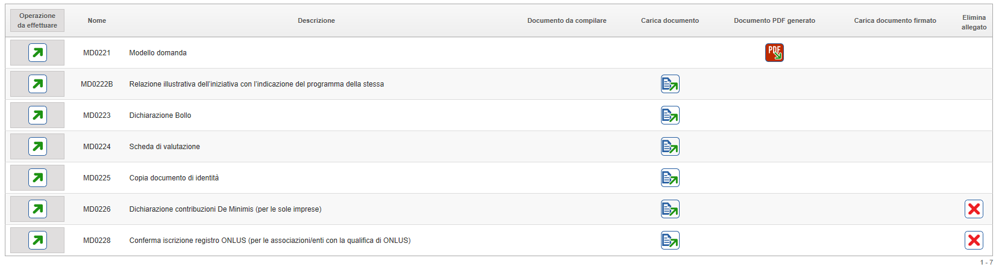 Operazione da effettuare Nome Descrizione Documento da compilare Carica documento Documento PDF generato Carica documento firmato Elimina allegato
MD0221 Modello domanda PDF
MD0222B Relazione illustrativa dell'iniziativa con l'indicazione del programma della stessa
MD0223 Dichiarazione Bollo
MD0224 Scheda di valutazione
MD0225 Copia documento di identità
MD0226 Dichiarazione contribuzioni De Minimis (per le sole imprese)
MD0228 Conferma iscrizione registro ONLUS (per le associazioni/enti con la qualifica di ONLUS)
1 - 7